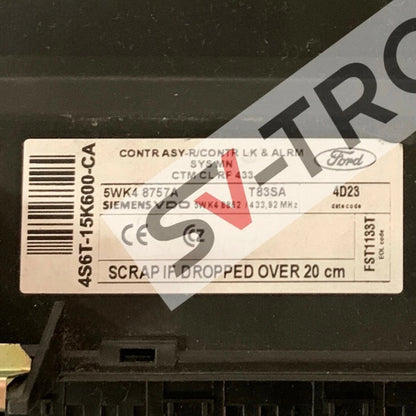 SV-TRO
CONTR ASY-R/CONTR LK & ALRM
SYS MN
CTM CL RF 433
Ford
5WK4 8757A T83SA 4D23
SIEMENS VDO 5WK4 8852 / 433,92 MHz datecode
CE CZ
SCRAP IF DROPPED OVER 20 cm
4S6T-15K600-CA
FST1133T
EOL code